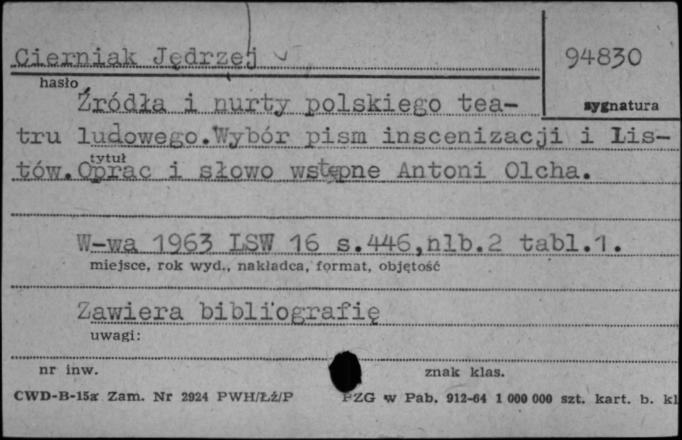 Cierniak Jędrzej
94830
hasło
sygnatura
Źródła i nurty polskiego tea-
tru ludowego.Wybór pism inscenizacji i Lis-
tytuł
tów.Oprac i słowo wstępne Antoni Olcha.
W-wa 1963 LSW 16 s.446,nlb.2 tabl.1.
miejsce, rok wyd., nakładca, format, objętość
Zawiera bibliografię
uwagi:
nr inw.
znak klas.
CWD-B-15a Zam. Nr 2924 PWH/Łź/P
PZG w Pab. 912-64 1 000 000 szt. kart. b. kl